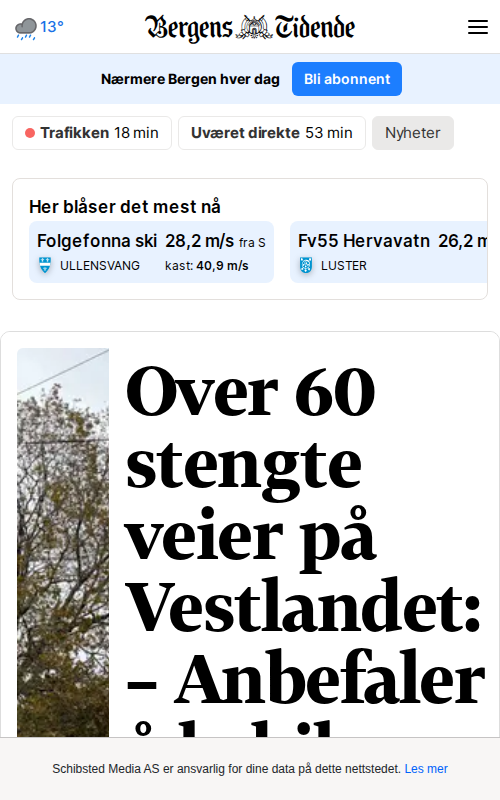 13°
Bergens Tidende
Nærmere Bergen hver dag
Bli abonnent
Trafikken 18 min
Uværet direkte 53 min
Nyheter
Her blåser det mest nå
Folgefonna ski 28,2 m/s fra S
ULLENSVANG kast: 40,9 m/s
Fv55 Hervavatn 26,2 m
LUSTER
Over 60
stengte
veier på
Vestlandet:
– Anbefaler
Schibsted Media AS er ansvarlig for dine data på dette nettstedet. Les mer